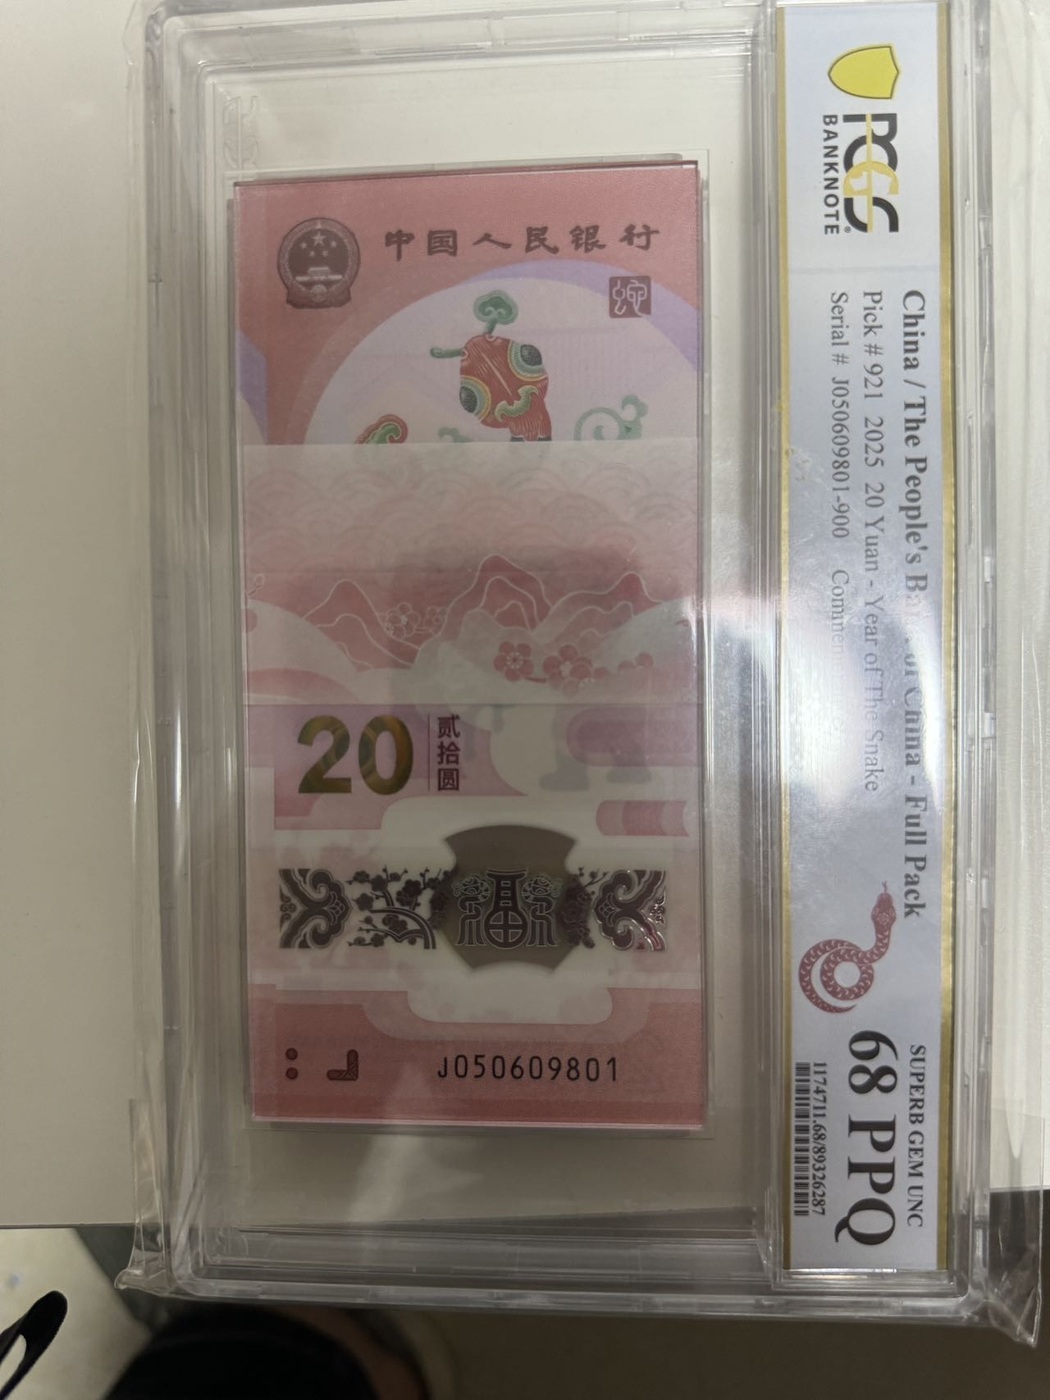 中国人民银行
20
贰拾圆
福
J050609801
PCGS
BANKNOTE
China / The People's Bank of China - Full Pack
Pick # 921 2025 20 Yuan - Year of The Snake
Serial # J050609801-900
SUPERB GEM UNC
68 PPQ
1174711.68/89326287